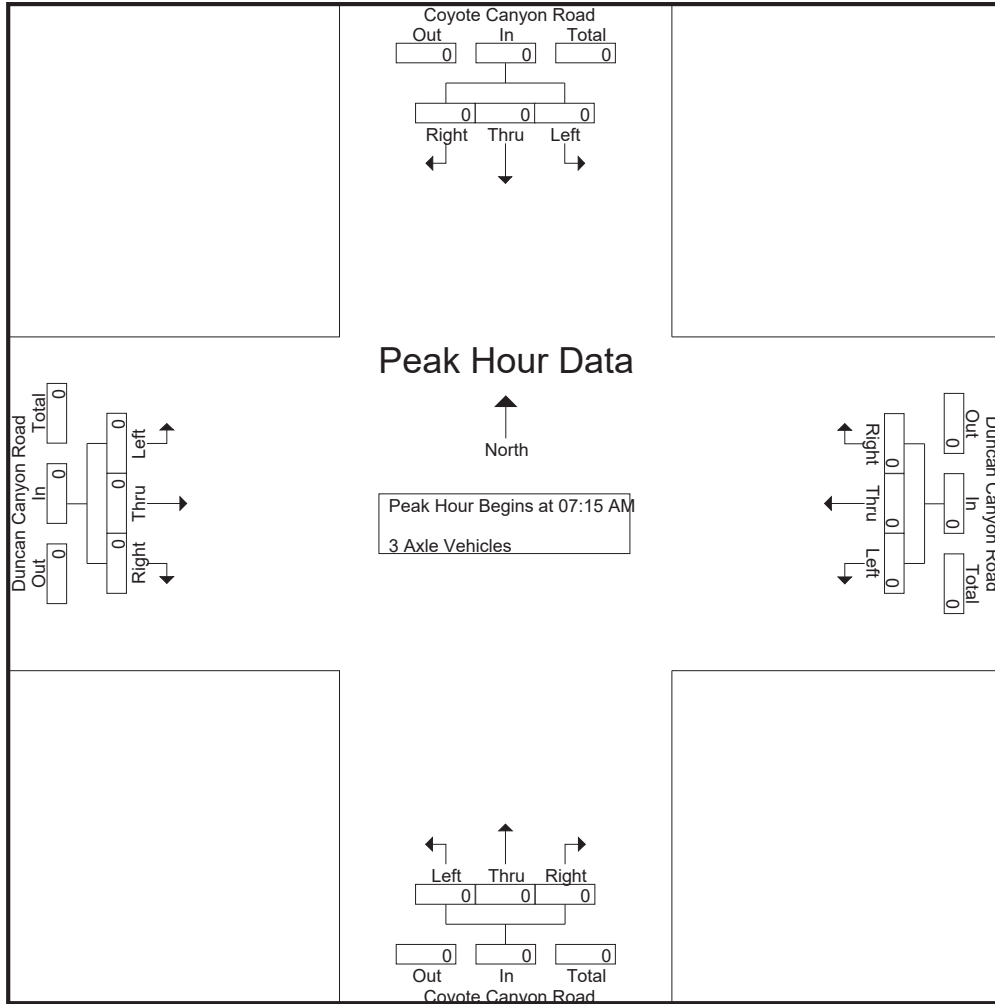 Coyote Canyon Road
Out In Total
0 0 0
0 0 0
Right Thru Left
Peak Hour Data
North
Peak Hour Begins at 07:15 AM
3 Axle Vehicles
Duncan Canyon Road
Total In Out
0 0 0
0 0 0
Left Thru Right
Right Thru Left
0 0 0
0 0 0
Out In Total
Duncan Canyon Road
Left Thru Right
0 0 0
0 0 0
Out In Total
Coyote Canyon Road